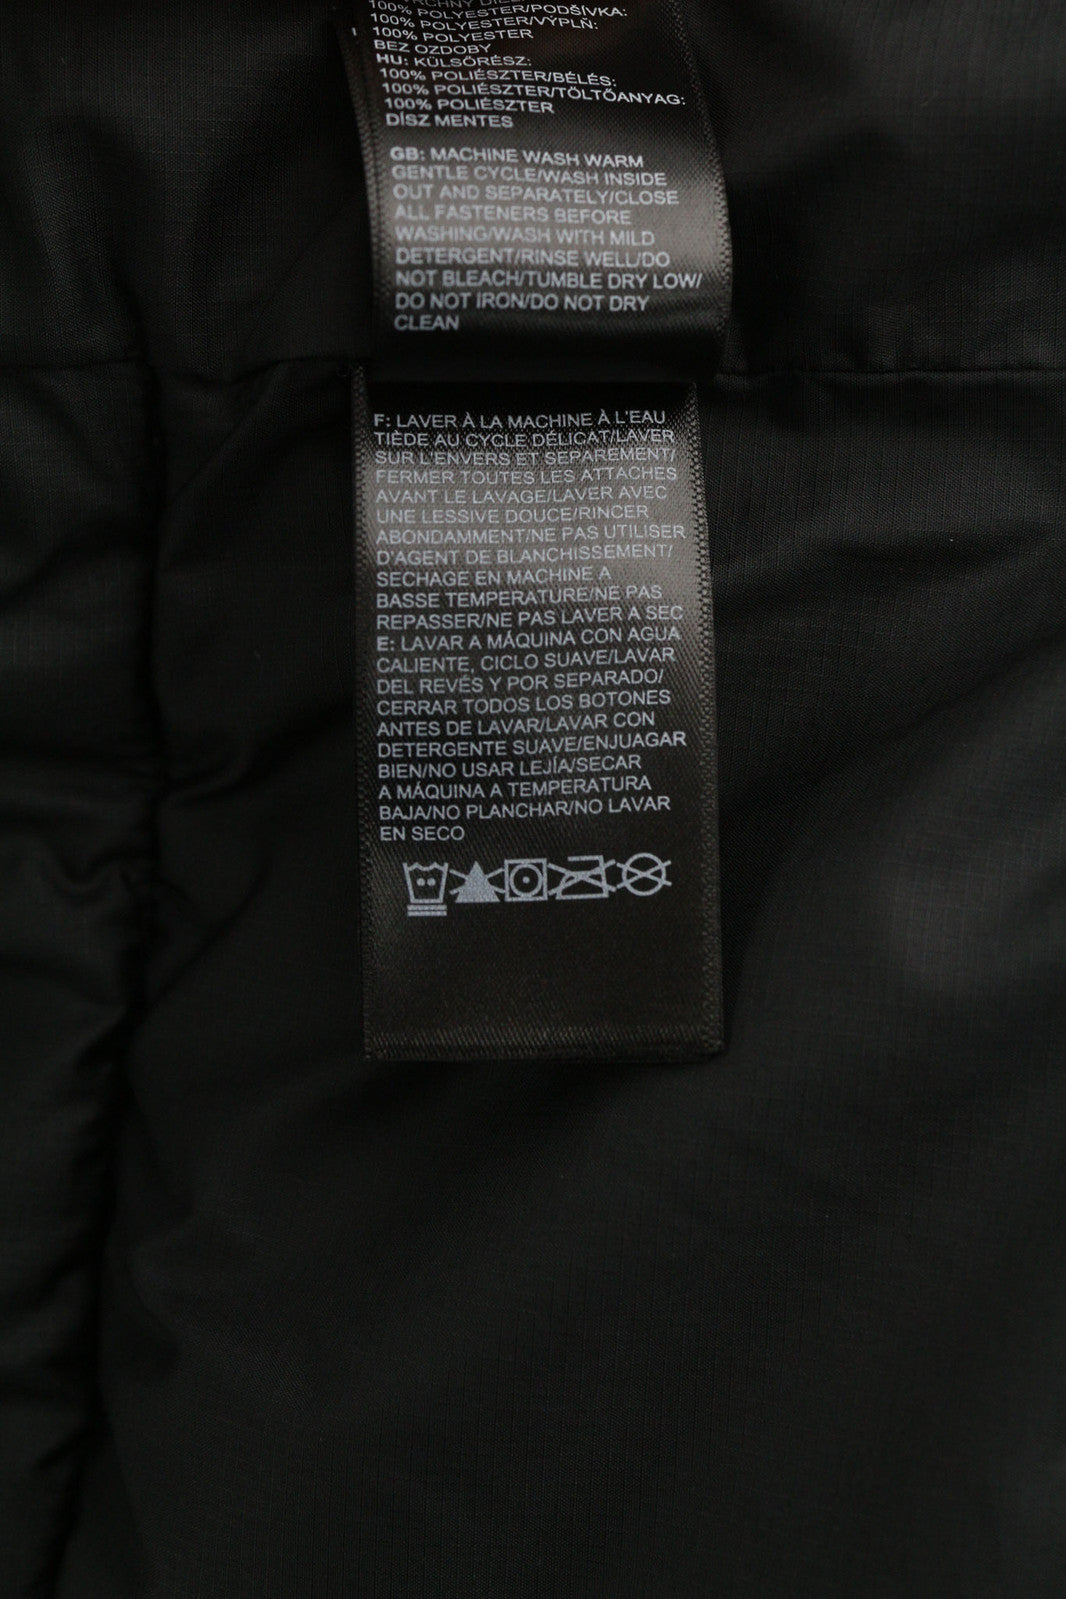 100% POLYESTER/PODŠÍVKA:
100% POLYESTER/VÝPLŇ:
100% POLYESTER
BEZ OZDOBY
HU: KÜLSŐRÉSZ:
100% POLIÉSZTER/BÉLÉS:
100% POLIÉSZTER/TÖLTŐANYAG:
100% POLIÉSZTER
DÍSZ MENTES
GB: MACHINE WASH WARM
GENTLE CYCLE/WASH INSIDE
OUT AND SEPARATELY/CLOSE
ALL FASTENERS BEFORE
WASHING/WASH WITH MILD
DETERGENT/RINSE WELL/DO
NOT BLEACH/TUMBLE DRY LOW/
DO NOT IRON/DO NOT DRY
CLEAN
F: LAVER À LA MACHINE À L'EAU
TIÈDE AU CYCLE DÉLICAT/LAVER
SUR L'ENVERS ET SEPAREMENT/
FERMER TOUTES LES ATTACHES
AVANT LE LAVAGE/LAVER AVEC
UNE LESSIVE DOUCE/RINCER
ABONDAMMENT/NE PAS UTILISER
D'AGENT DE BLANCHISSEMENT/
SECHAGE EN MACHINE A
BASSE TEMPERATURE/NE PAS
REPASSER/NE PAS LAVER A SEC
E: LAVAR A MÁQUINA CON AGUA
CALIENTE, CICLO SUAVE/LAVAR
DEL REVÉS Y POR SEPARADO/
CERRAR TODOS LOS BOTONES
ANTES DE LAVAR/LAVAR CON
DETERGENTE SUAVE/ENJUAGAR
BIEN/NO USAR LEJÍA/SECAR
A MÁQUINA A TEMPERATURA
BAJA/NO PLANCHAR/NO LAVAR
EN SECO